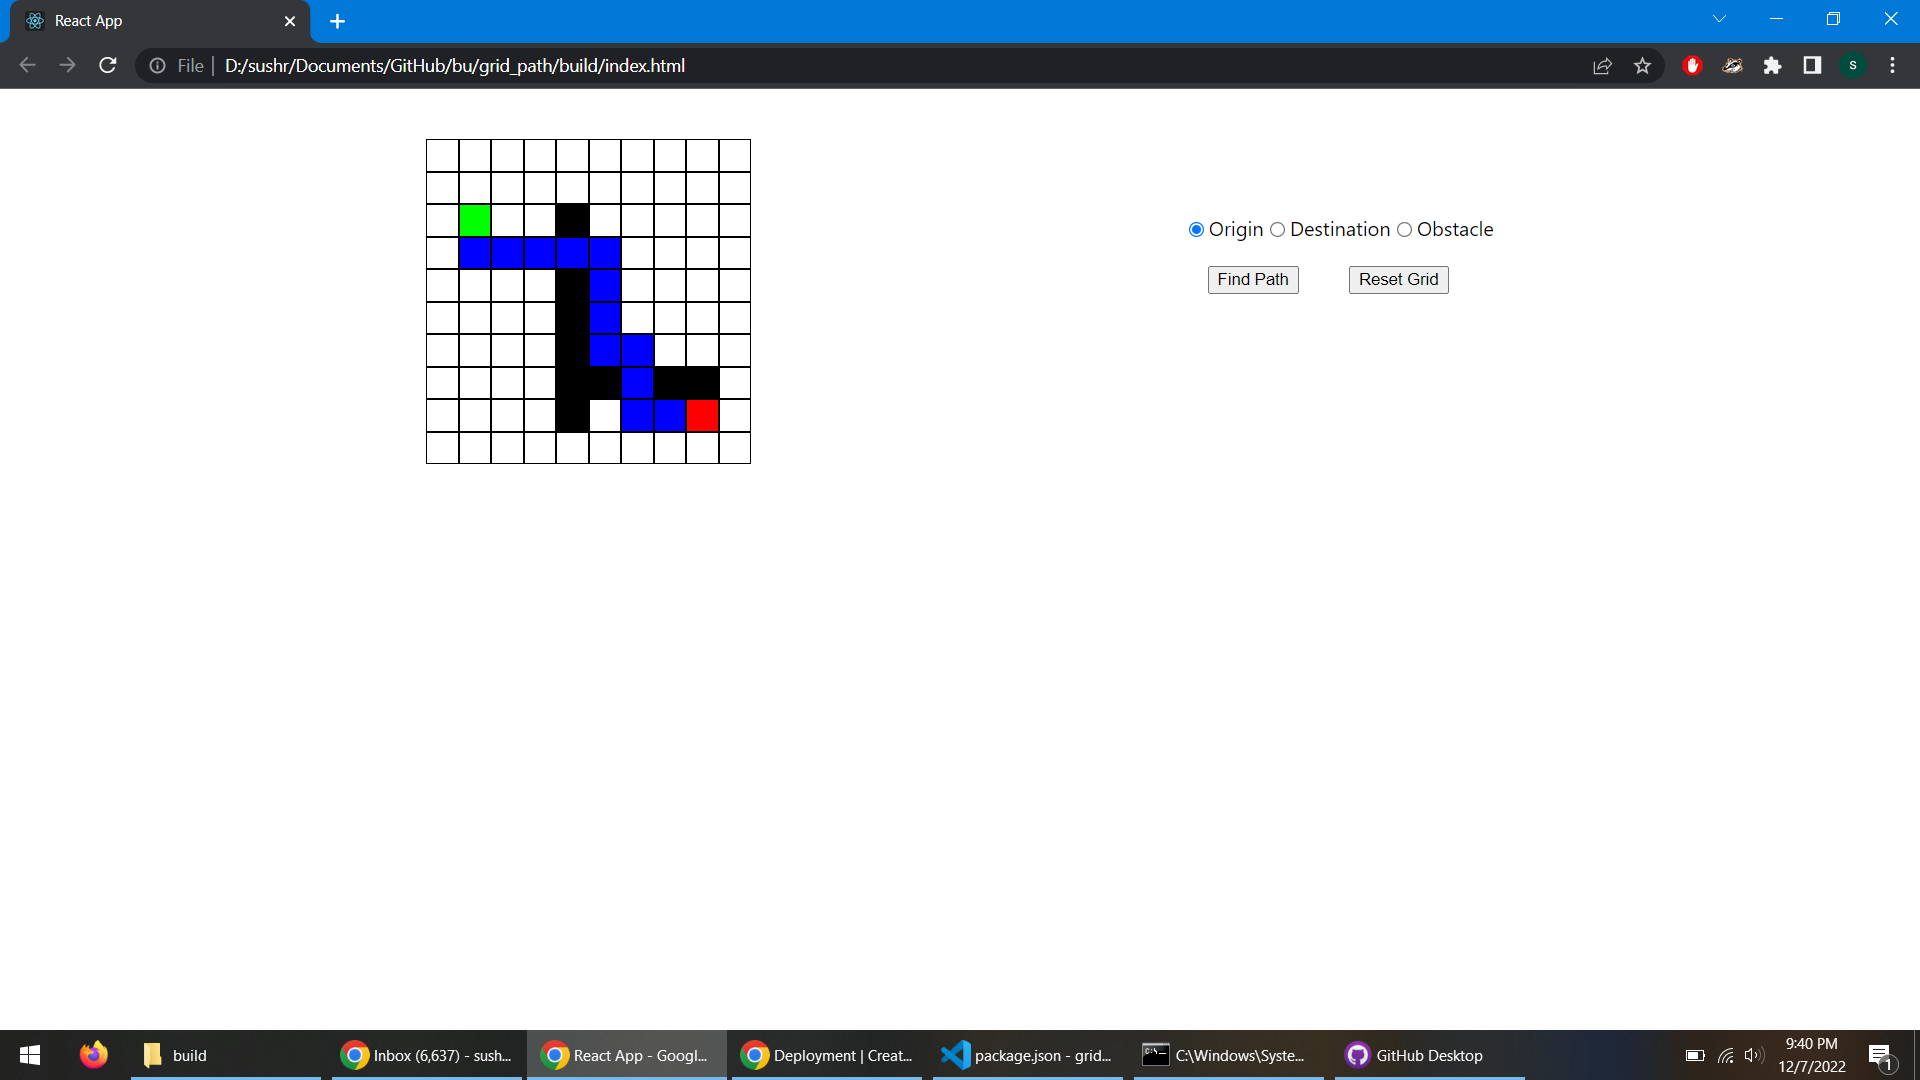 React App
File | D:/sushr/Documents/GitHub/bu/grid_path/build/index.html
S
Origin Destination Obstacle
Find Path Reset Grid
build
Inbox (6,637) - sush...
React App - Googl...
Deployment | Creat...
package.json - grid...
C:\Windows\Syste...
GitHub Desktop
9:40 PM
12/7/2022
1